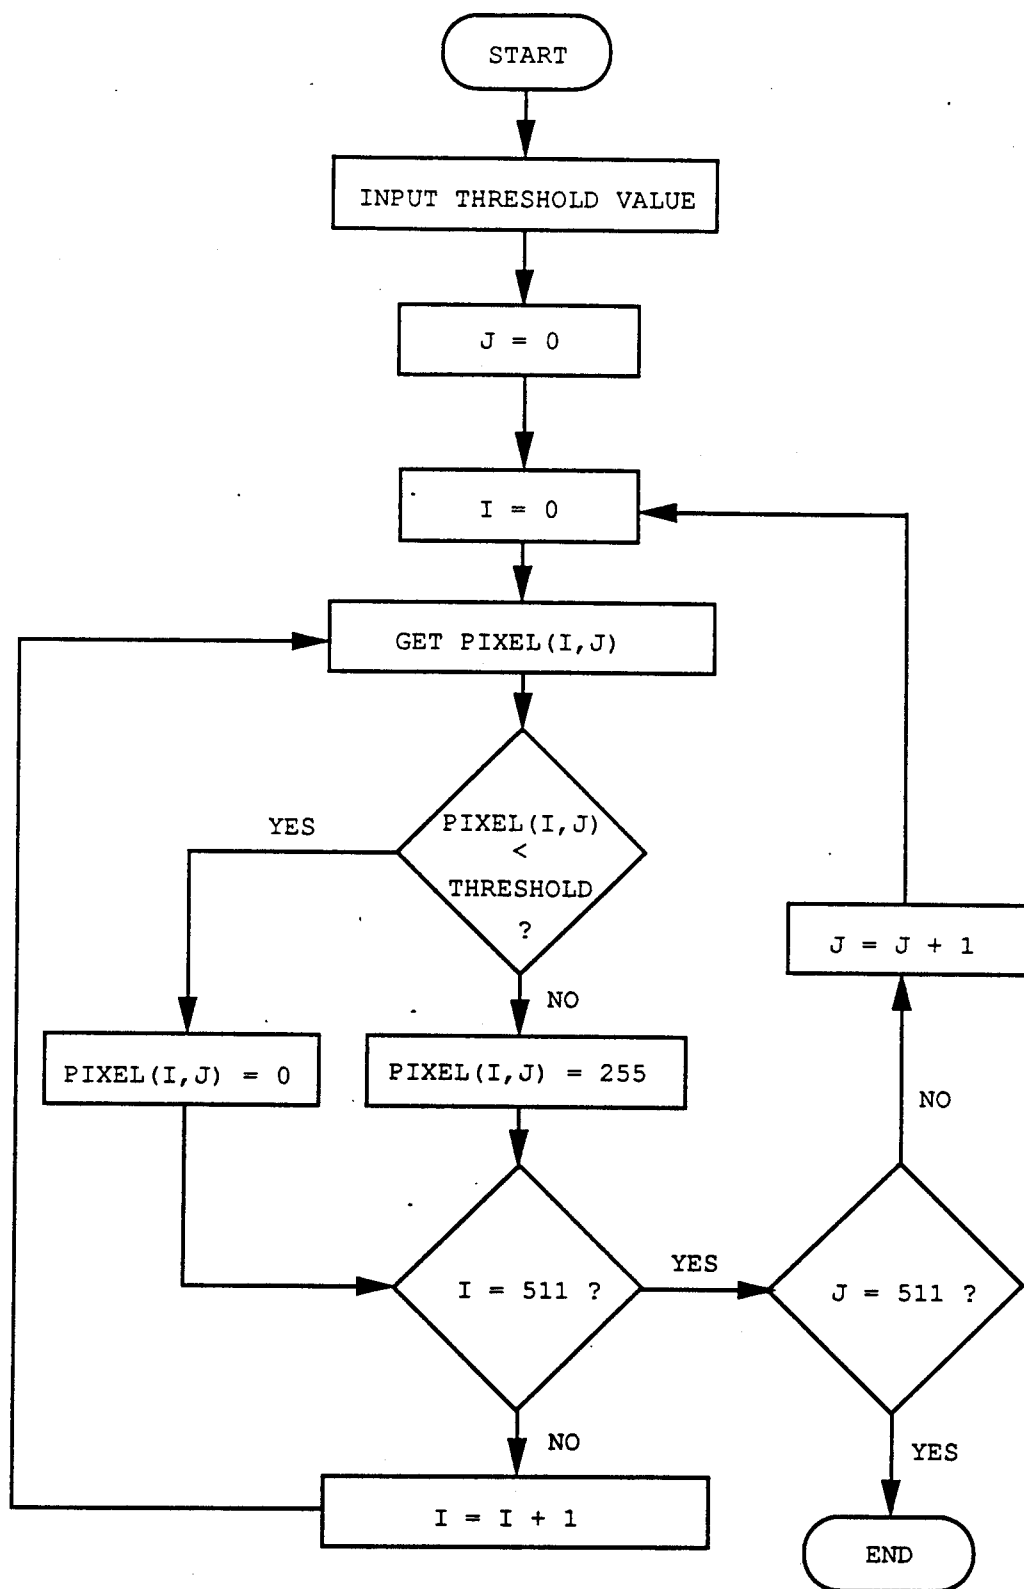 START
INPUT THRESHOLD VALUE
J = 0
I = 0
GET PIXEL(I,J)
YES
PIXEL(I,J)
<
THRESHOLD
?
J = J + 1
NO
PIXEL(I,J) = 0
PIXEL(I,J) = 255
NO
YES
I = 511 ?
J = 511 ?
NO
YES
I = I + 1
END